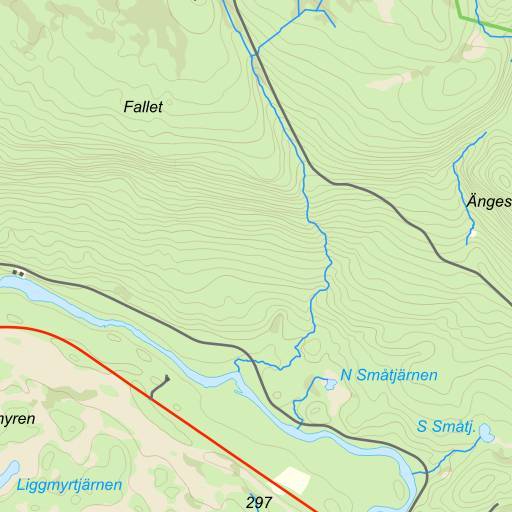 Fallet
Änges
N Småtjärnen
myren
S Småtj.
Liggmyrtjärnen
297